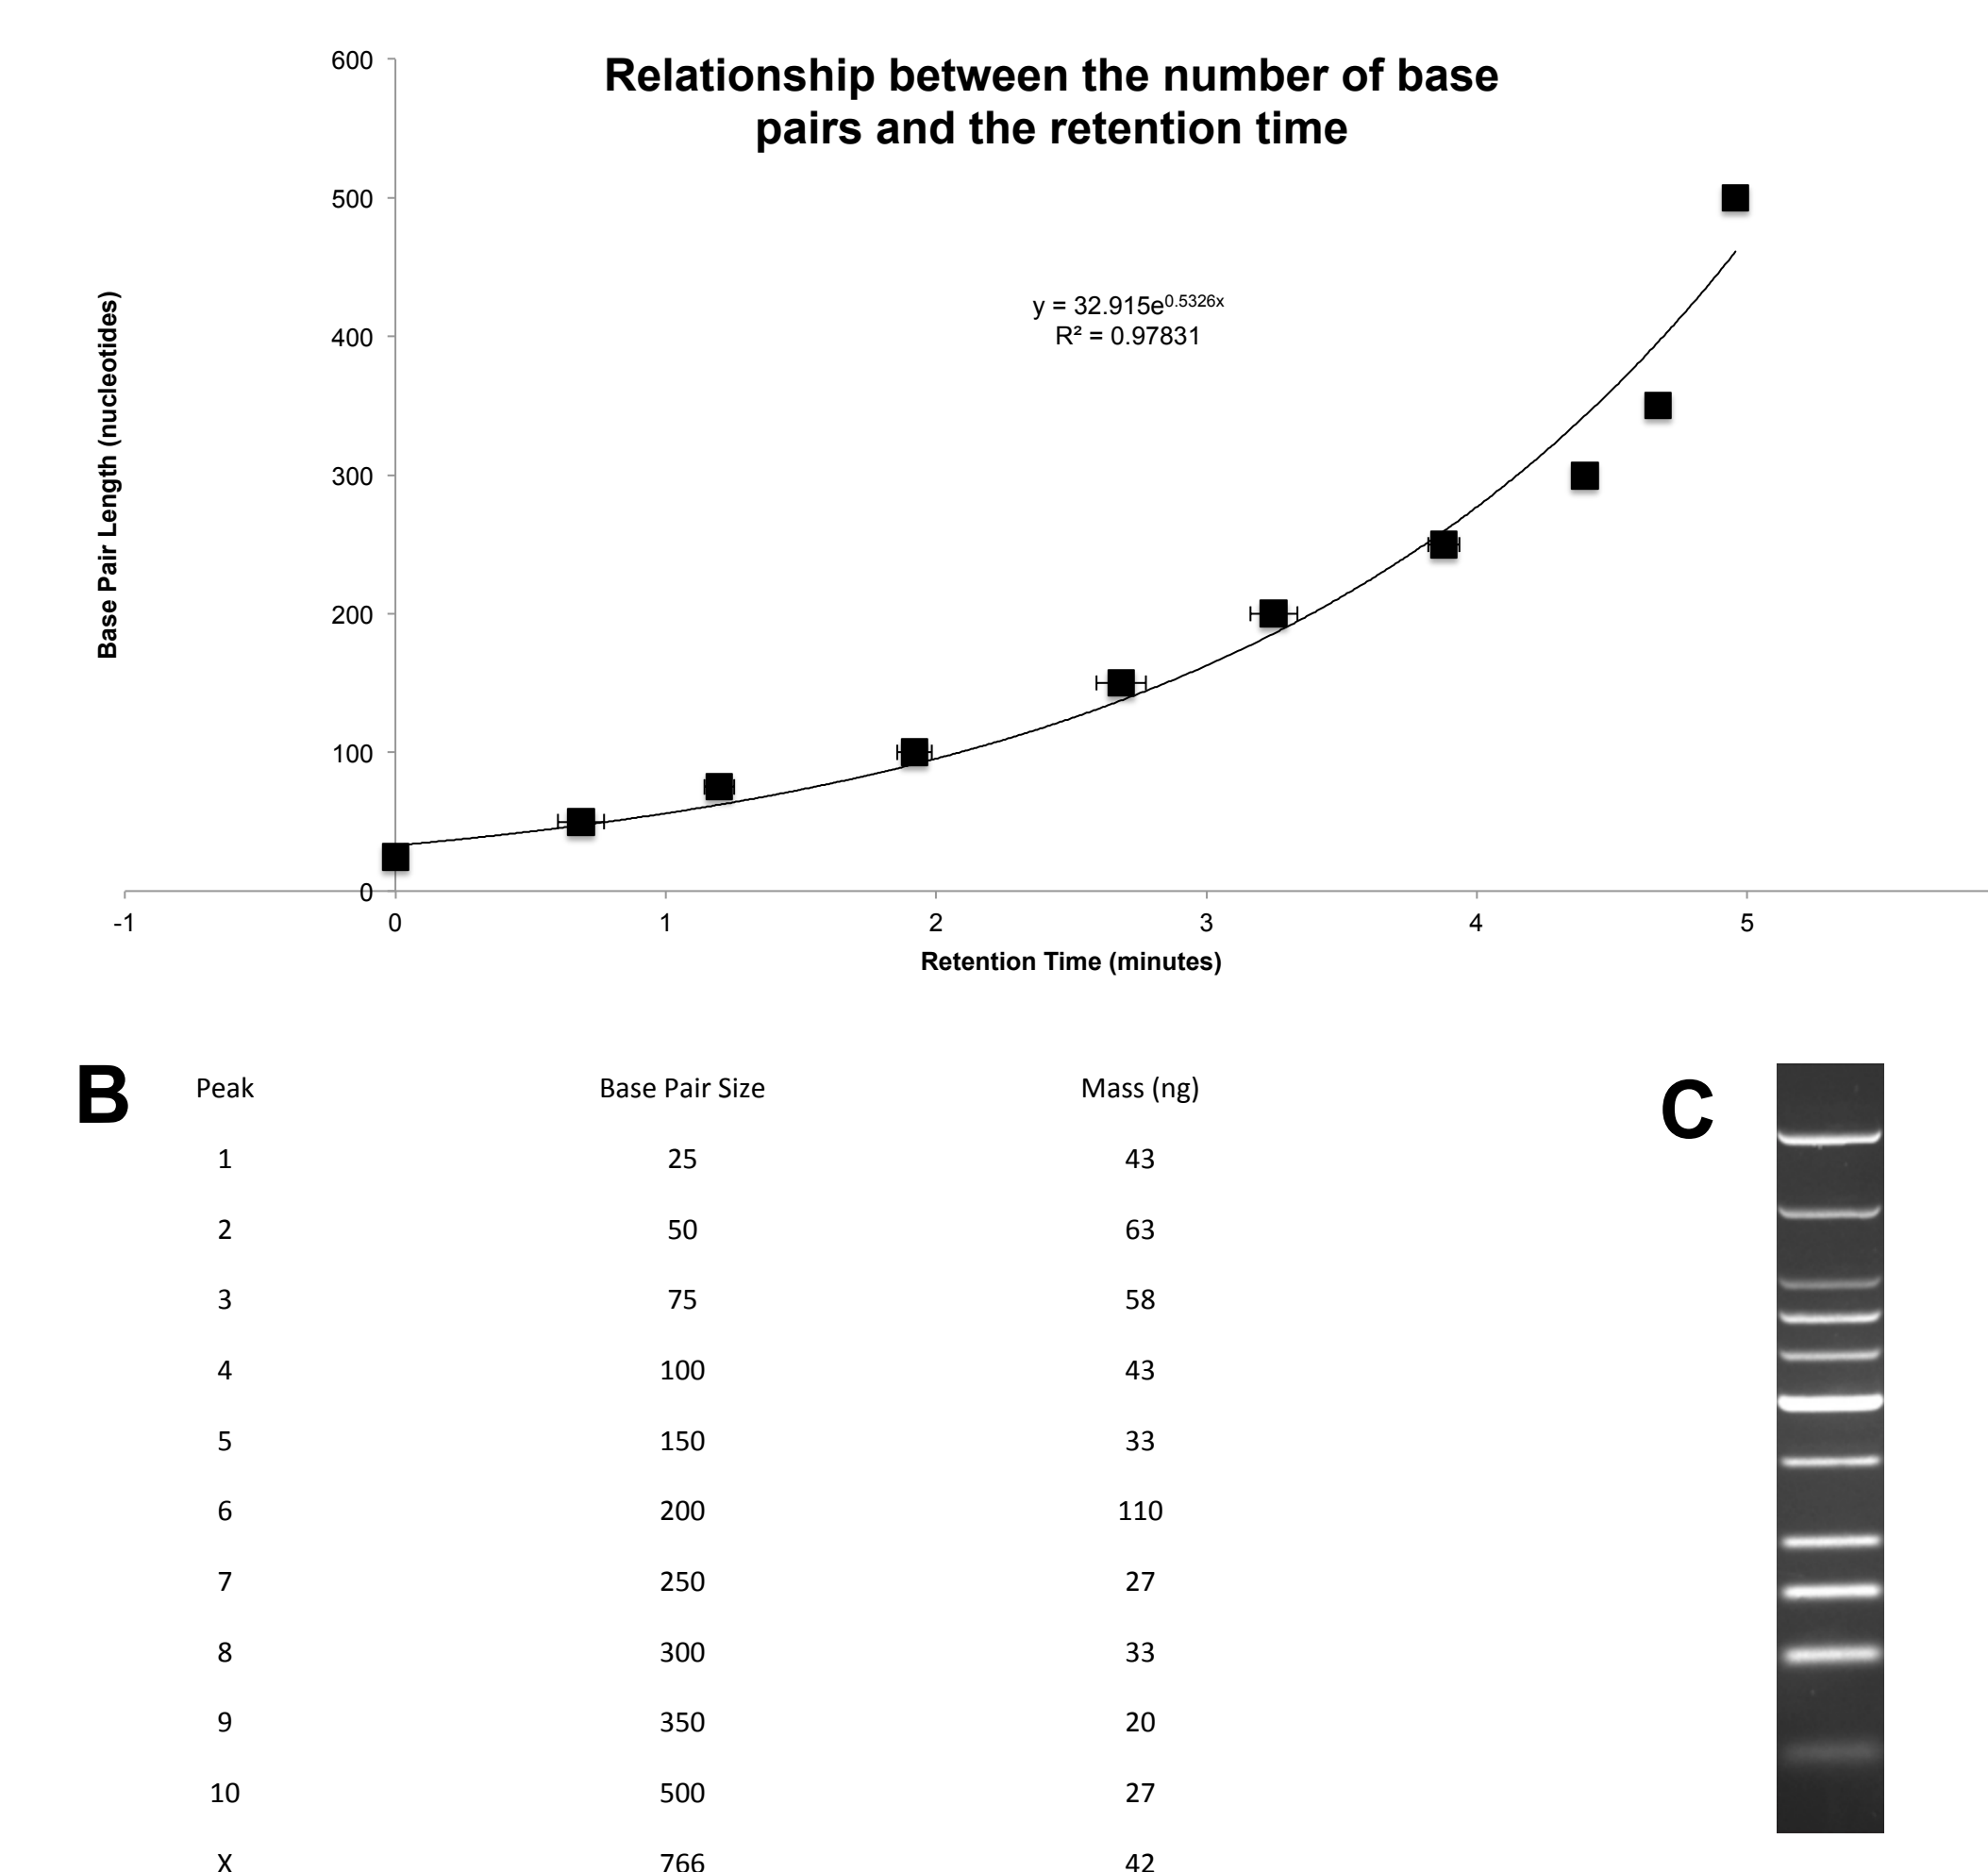 Relationship between the number of base
pairs and the retention time
600
500
400
300
200
100
0
Base Pair Length (nucleotides)
y = 32.915e^0.5326x
R² = 0.97831
-1 0 1 2 3 4 5
Retention Time (minutes)
B
Peak Base Pair Size Mass (ng)
1 25 43
2 50 63
3 75 58
4 100 43
5 150 33
6 200 110
7 250 27
8 300 33
9 350 20
10 500 27
X 766 42
C